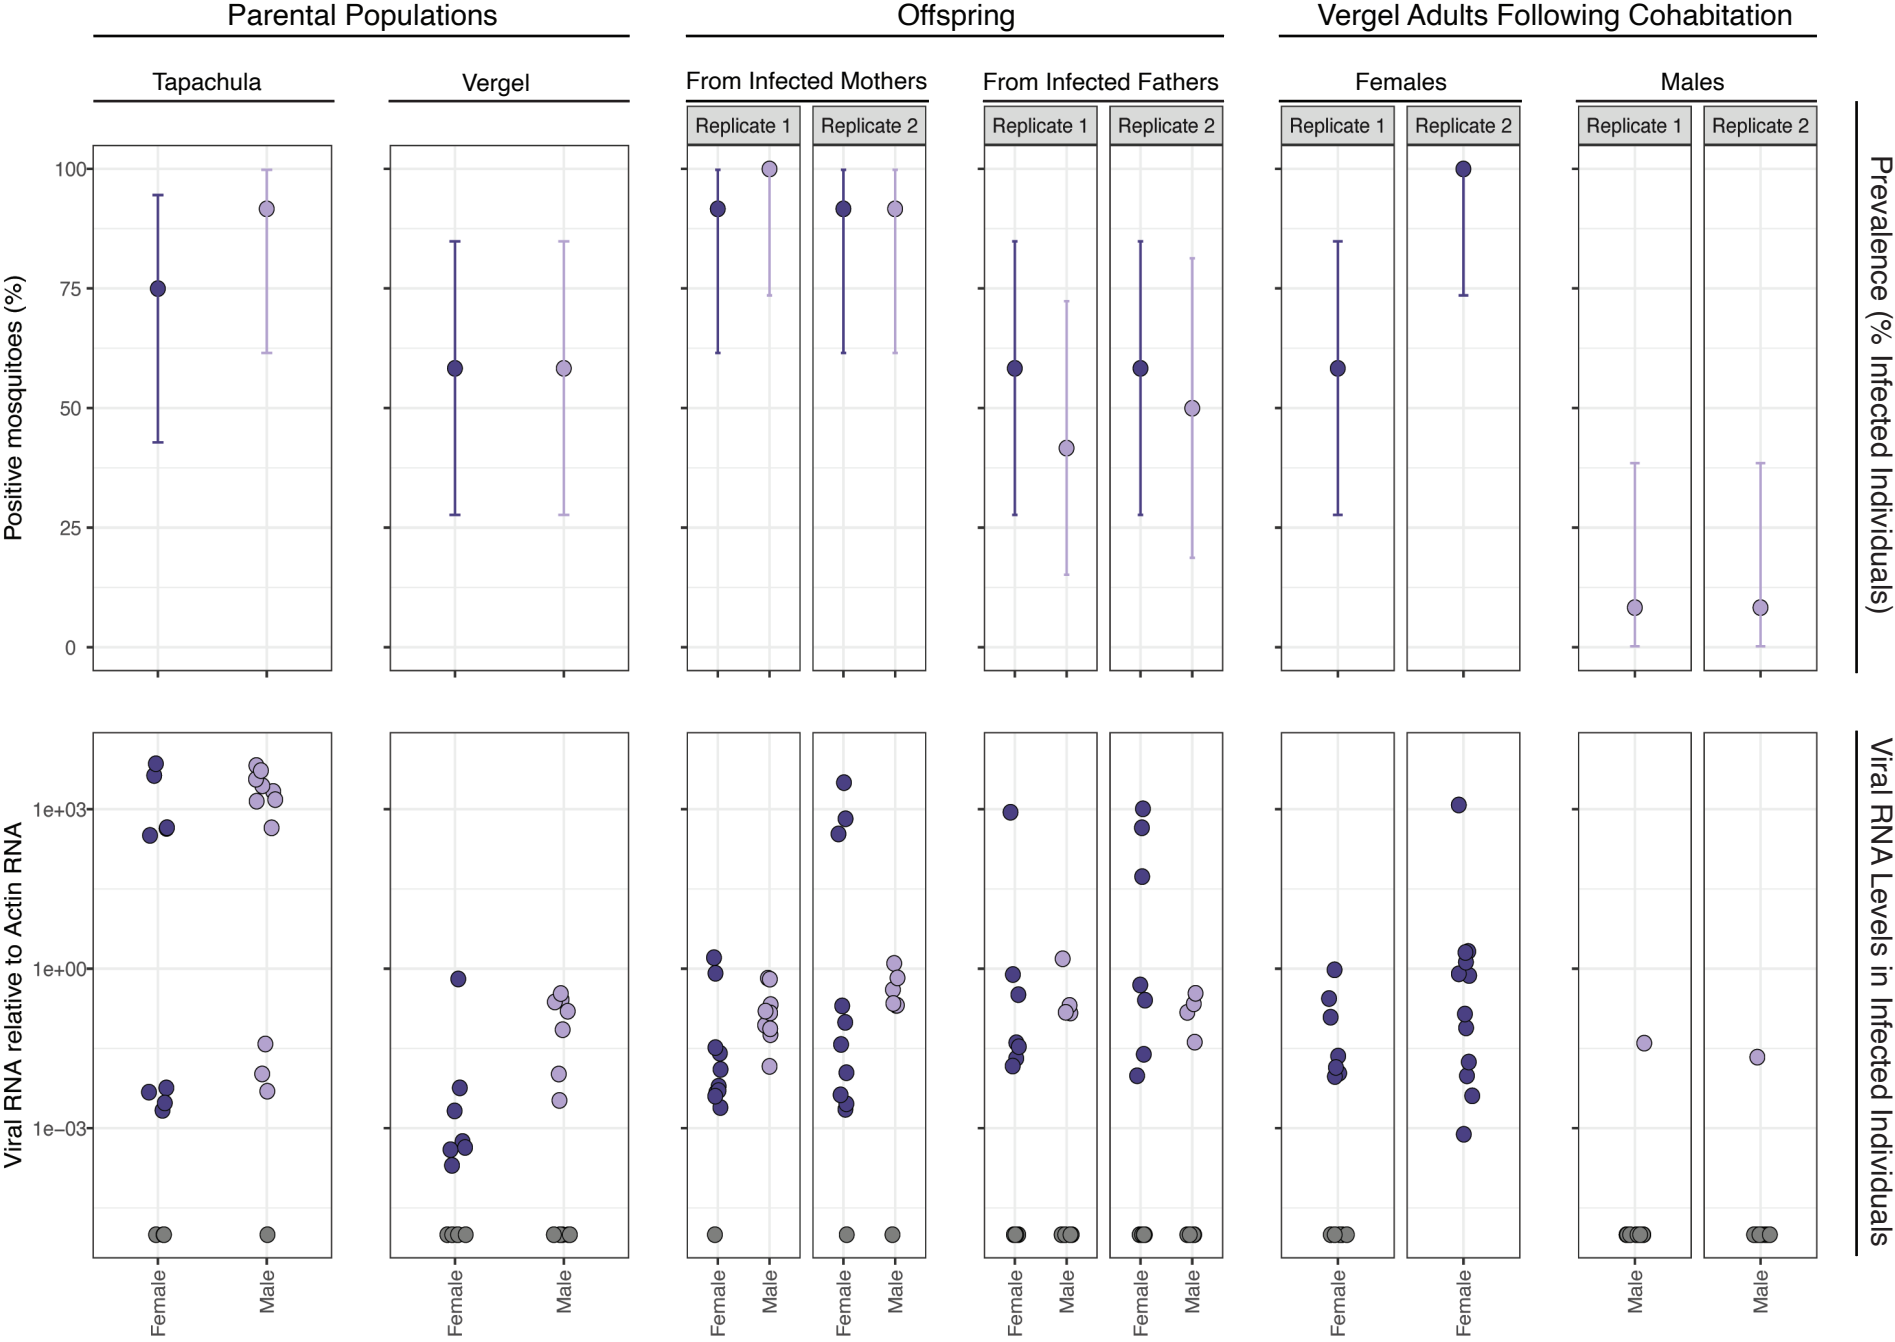 Parental Populations
Offspring
Vergel Adults Following Cohabitation
Tapachula
Vergel
From Infected Mothers
From Infected Fathers
Females
Males
Replicate 1
Replicate 2
Replicate 1
Replicate 2
Replicate 1
Replicate 2
Replicate 1
Replicate 2
Positive mosquitoes (%)
100
75
50
25
0
Prevalence (% Infected Individuals)
Viral RNA relative to Actin RNA
1e+03
1e+00
1e−03
Viral RNA Levels in Infected Individuals
Female
Male
Female
Male
Female
Male
Female
Male
Female
Male
Female
Male
Female
Female
Male
Male